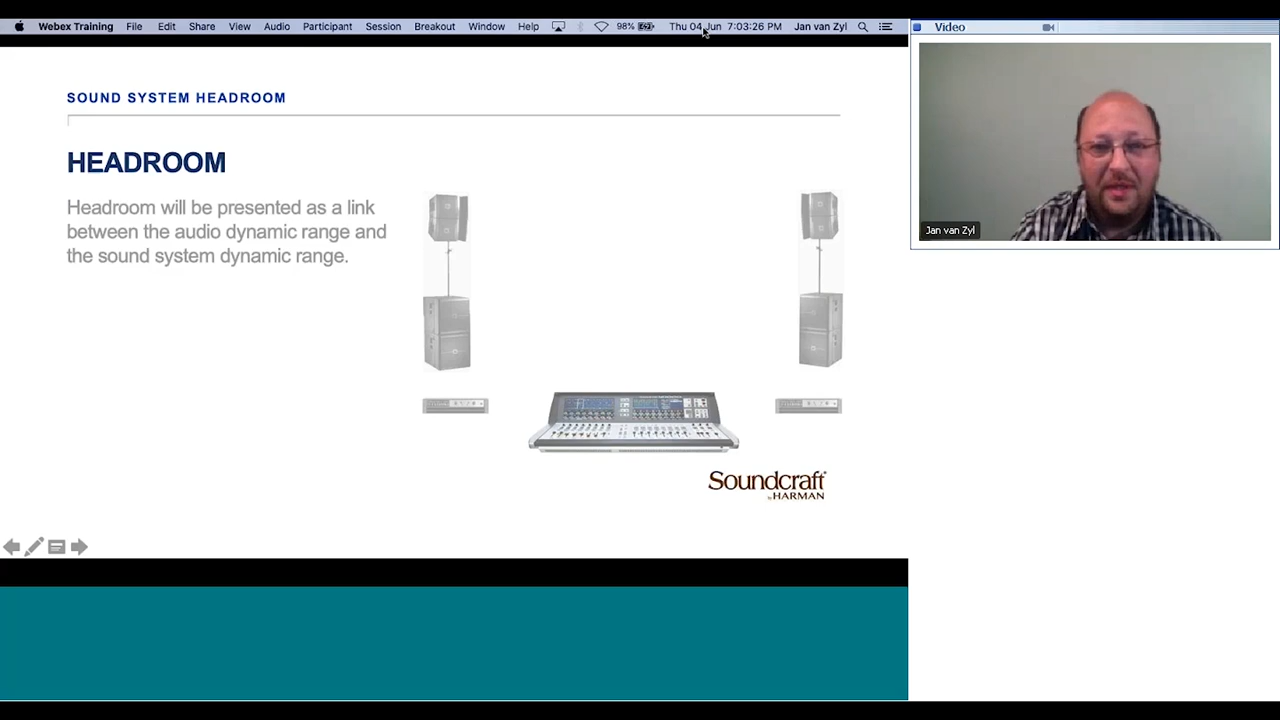 Webex Training File Edit Share View Audio Participant Session Breakout Window Help 98% Thu 04 Jun 7:03:26 PM Jan van Zyl
Video
SOUND SYSTEM HEADROOM
HEADROOM
Headroom will be presented as a link
between the audio dynamic range and
the sound system dynamic range.
Jan van Zyl
Soundcraft
by HARMAN